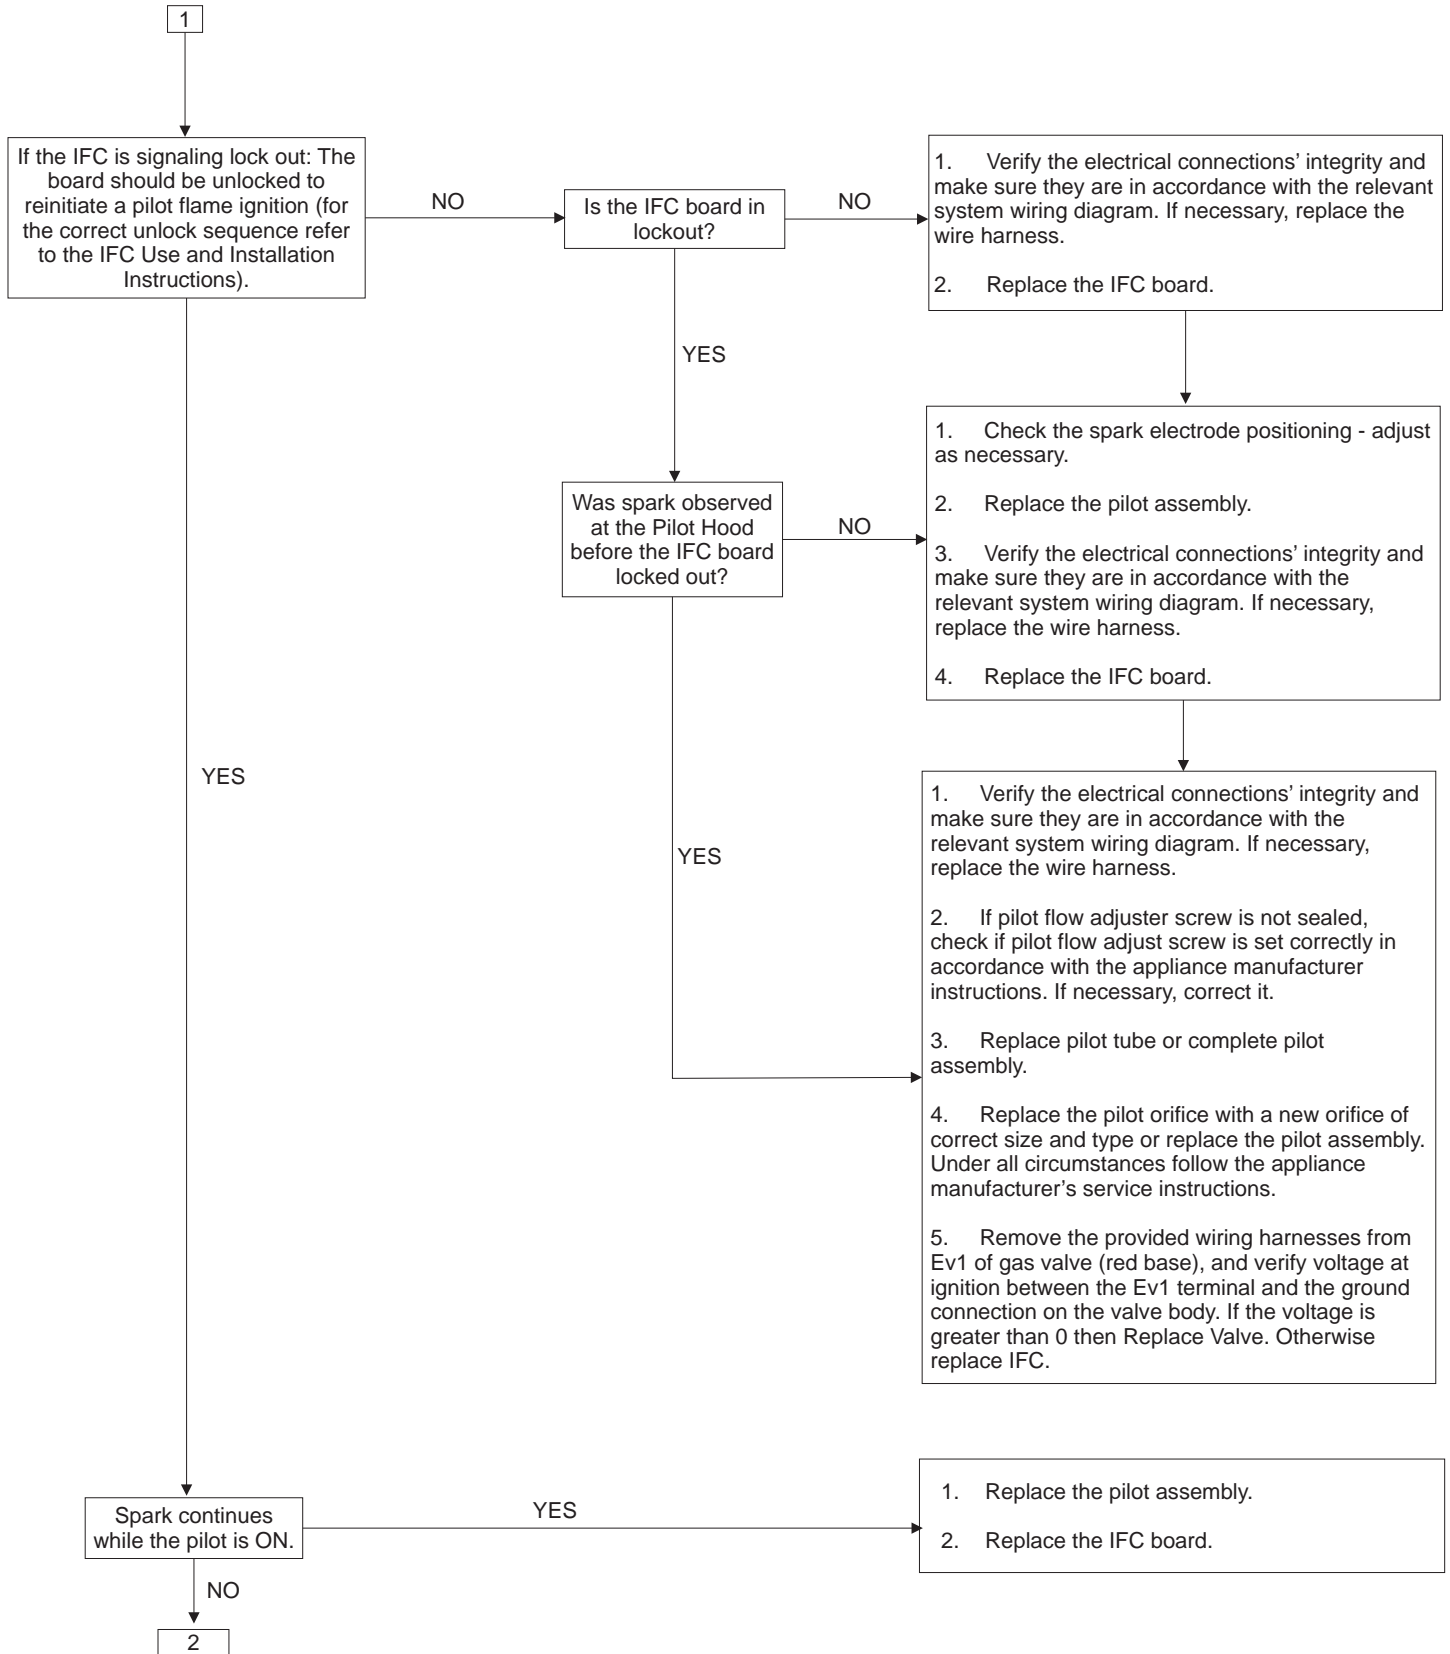 1
If the IFC is signaling lock out: The
board should be unlocked to
reinitiate a pilot flame ignition (for
the correct unlock sequence refer
to the IFC Use and Installation
Instructions).
NO
Is the IFC board in
lockout?
NO
1. Verify the electrical connections’ integrity and
make sure they are in accordance with the relevant
system wiring diagram. If necessary, replace the
wire harness.
2. Replace the IFC board.
YES
Was spark observed
at the Pilot Hood
before the IFC board
locked out?
NO
1. Check the spark electrode positioning - adjust
as necessary.
2. Replace the pilot assembly.
3. Verify the electrical connections’ integrity and
make sure they are in accordance with the
relevant system wiring diagram. If necessary,
replace the wire harness.
4. Replace the IFC board.
YES
YES
1. Verify the electrical connections’ integrity and
make sure they are in accordance with the
relevant system wiring diagram. If necessary,
replace the wire harness.
2. If pilot flow adjuster screw is not sealed,
check if pilot flow adjust screw is set correctly in
accordance with the appliance manufacturer
instructions. If necessary, correct it.
3. Replace pilot tube or complete pilot
assembly.
4. Replace the pilot orifice with a new orifice of
correct size and type or replace the pilot assembly.
Under all circumstances follow the appliance
manufacturer’s service instructions.
5. Remove the provided wiring harnesses from
Ev1 of gas valve (red base), and verify voltage at
ignition between the Ev1 terminal and the ground
connection on the valve body. If the voltage is
greater than 0 then Replace Valve. Otherwise
replace IFC.
Spark continues
while the pilot is ON.
YES
1. Replace the pilot assembly.
2. Replace the IFC board.
NO
2